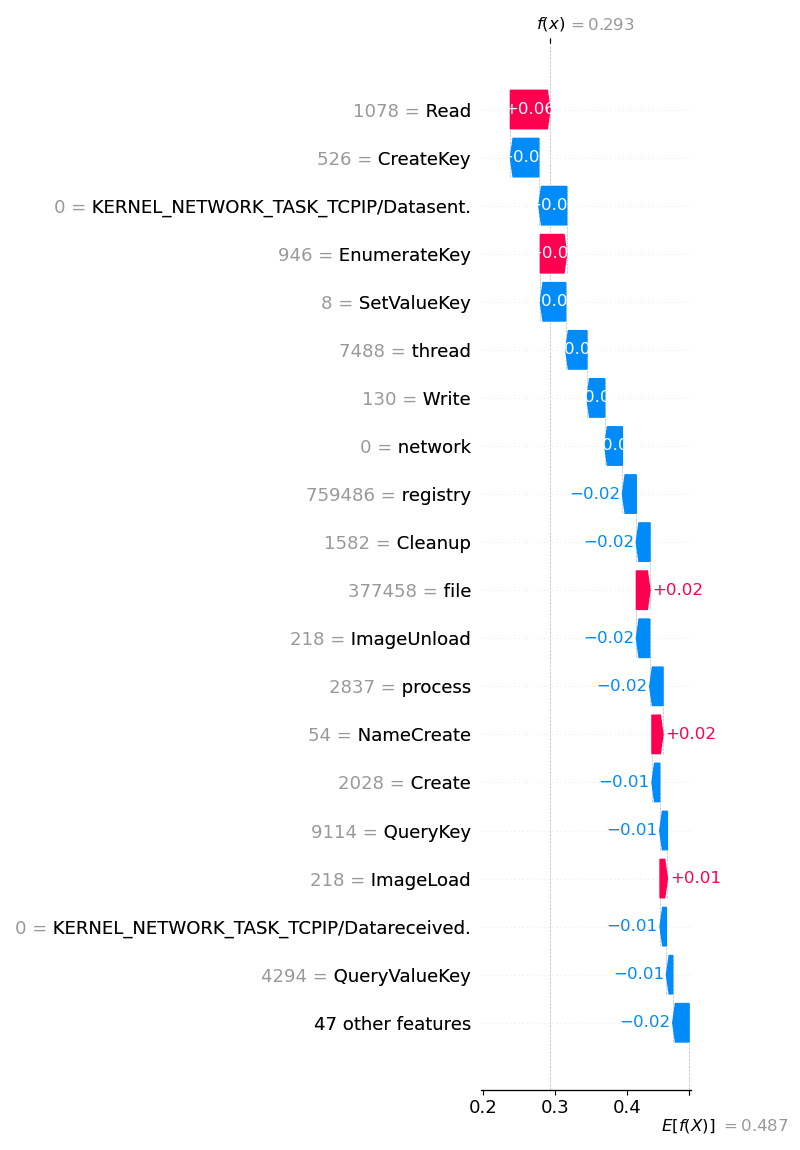 f(x) = 0.293
1078 = Read
+0.06
526 = CreateKey
0 = KERNEL_NETWORK_TASK_TCPIP/Datasent.
946 = EnumerateKey
8 = SetValueKey
7488 = thread
130 = Write
0 = network
759486 = registry
−0.02
1582 = Cleanup
−0.02
377458 = file
+0.02
218 = ImageUnload
−0.02
2837 = process
−0.02
54 = NameCreate
+0.02
2028 = Create
−0.01
9114 = QueryKey
−0.01
218 = ImageLoad
+0.01
0 = KERNEL_NETWORK_TASK_TCPIP/Datareceived.
−0.01
4294 = QueryValueKey
−0.01
47 other features
−0.02
0.2 0.3 0.4
E[f(X)] = 0.487